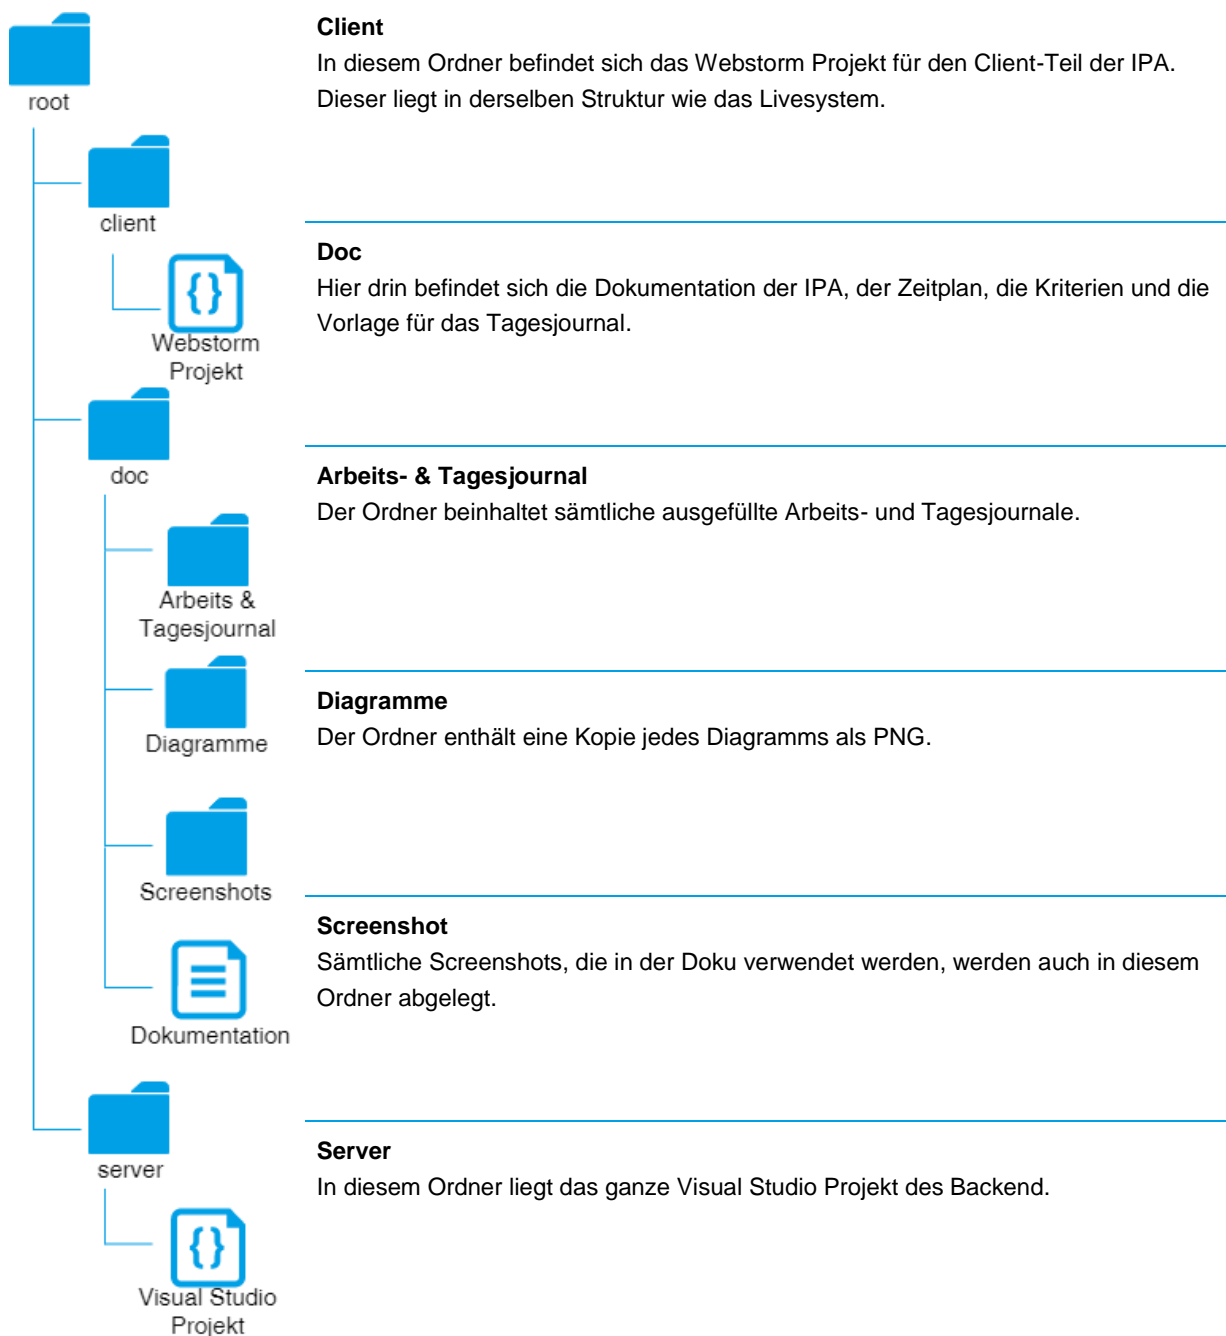 root
client
Webstorm
Projekt
doc
Arbeits &
Tagesjournal
Diagramme
Screenshots
Dokumentation
server
Visual Studio
Projekt
Client
In diesem Ordner befindet sich das Webstorm Projekt für den Client-Teil der IPA.
Dieser liegt in derselben Struktur wie das Livesystem.
Doc
Hier drin befindet sich die Dokumentation der IPA, der Zeitplan, die Kriterien und die
Vorlage für das Tagesjournal.
Arbeits- & Tagesjournal
Der Ordner beinhaltet sämtliche ausgefüllte Arbeits- und Tagesjournale.
Diagramme
Der Ordner enthält eine Kopie jedes Diagramms als PNG.
Screenshot
Sämtliche Screenshots, die in der Doku verwendet werden, werden auch in diesem
Ordner abgelegt.
Server
In diesem Ordner liegt das ganze Visual Studio Projekt des Backend.